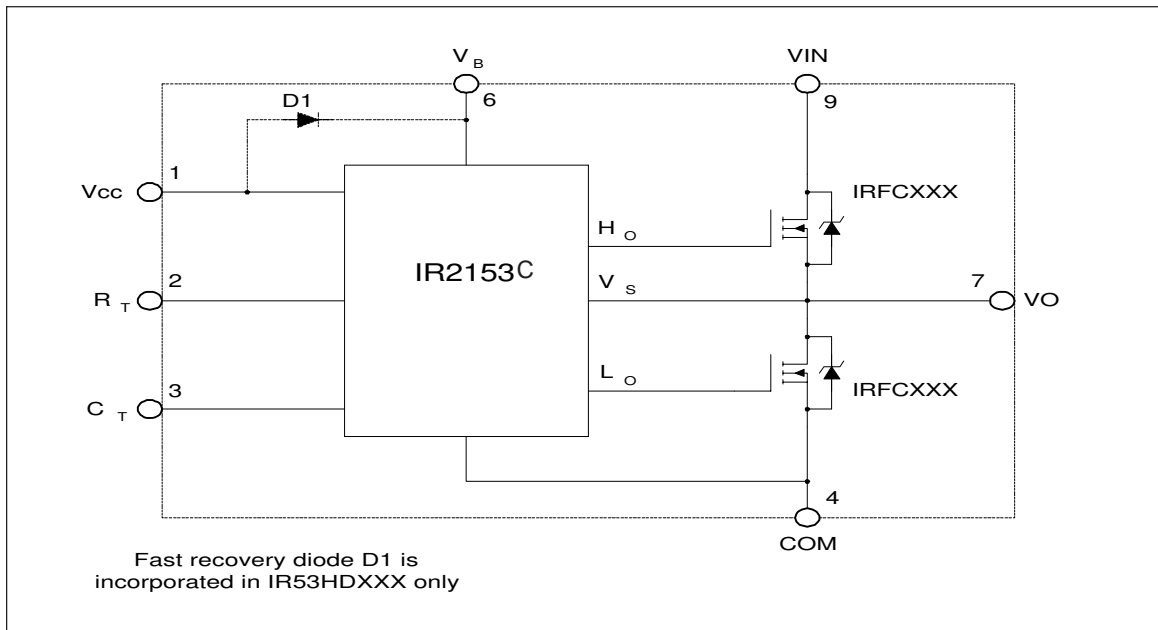 V B
VIN
6
9
D1
1
Vcc
IRFCXXX
H O
IR2153C
2
R T
V S
7
VO
3
C T
L O
IRFCXXX
4
COM
Fast recovery diode D1 is
incorporated in IR53HDXXX only